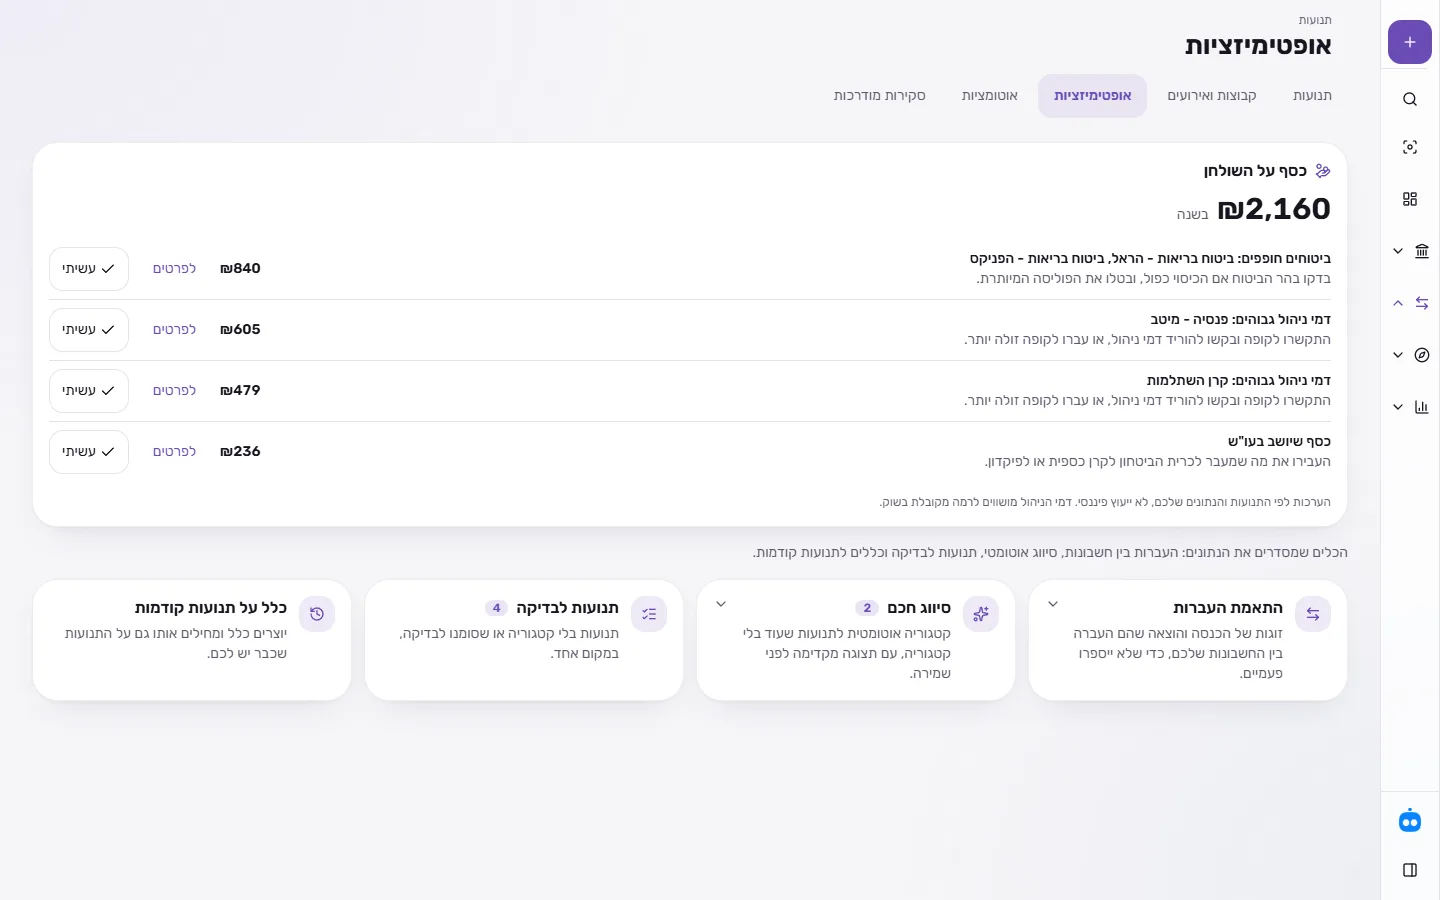 תנועות
אופטימיזציות
תנועות
קבוצות ואירועים
אופטימיזציות
אוטומציות
סקירות מודרכות
כסף על השולחן
₪2,160 בשנה
ביטוחים חופפים: ביטוח בריאות - הראל, ביטוח בריאות - הפניקס
בדקו בהר הביטוח אם הכיסוי כפול, ובטלו את הפוליסה המיותרת.
₪840
לפרטים
עשיתי
דמי ניהול גבוהים: פנסיה - מיטב
התקשרו לקופה ובקשו להוריד דמי ניהול, או עברו לקופה זולה יותר.
₪605
לפרטים
עשיתי
דמי ניהול גבוהים: קרן השתלמות
התקשרו לקופה ובקשו להוריד דמי ניהול, או עברו לקופה זולה יותר.
₪479
לפרטים
עשיתי
כסף שיושב בעו"ש
העבירו את מה שמעבר לכרית הביטחון לקרן כספית או לפיקדון.
₪236
לפרטים
עשיתי
הערכות לפי התנועות והנתונים שלכם, לא ייעוץ פיננסי. דמי הניהול מושווים לרמה מקובלת בשוק.
הכלים שמסדרים את הנתונים: העברות בין חשבונות, סיווג אוטומטי, תנועות לבדיקה וכללים לתנועות קודמות.
התאמת העברות
זוגות של הכנסה והוצאה שהם העברה
בין החשבונות שלכם, כדי שלא ייספרו
פעמיים.
סיווג חכם 2
קטגוריה אוטומטית לתנועות שעוד בלי
קטגוריה, עם תצוגה מקדימה לפני
שמירה.
תנועות לבדיקה 4
תנועות בלי קטגוריה או שסומנו לבדיקה,
במקום אחד.
כלל על תנועות קודמות
יוצרים כלל ומחילים אותו גם על התנועות
שכבר יש לכם.